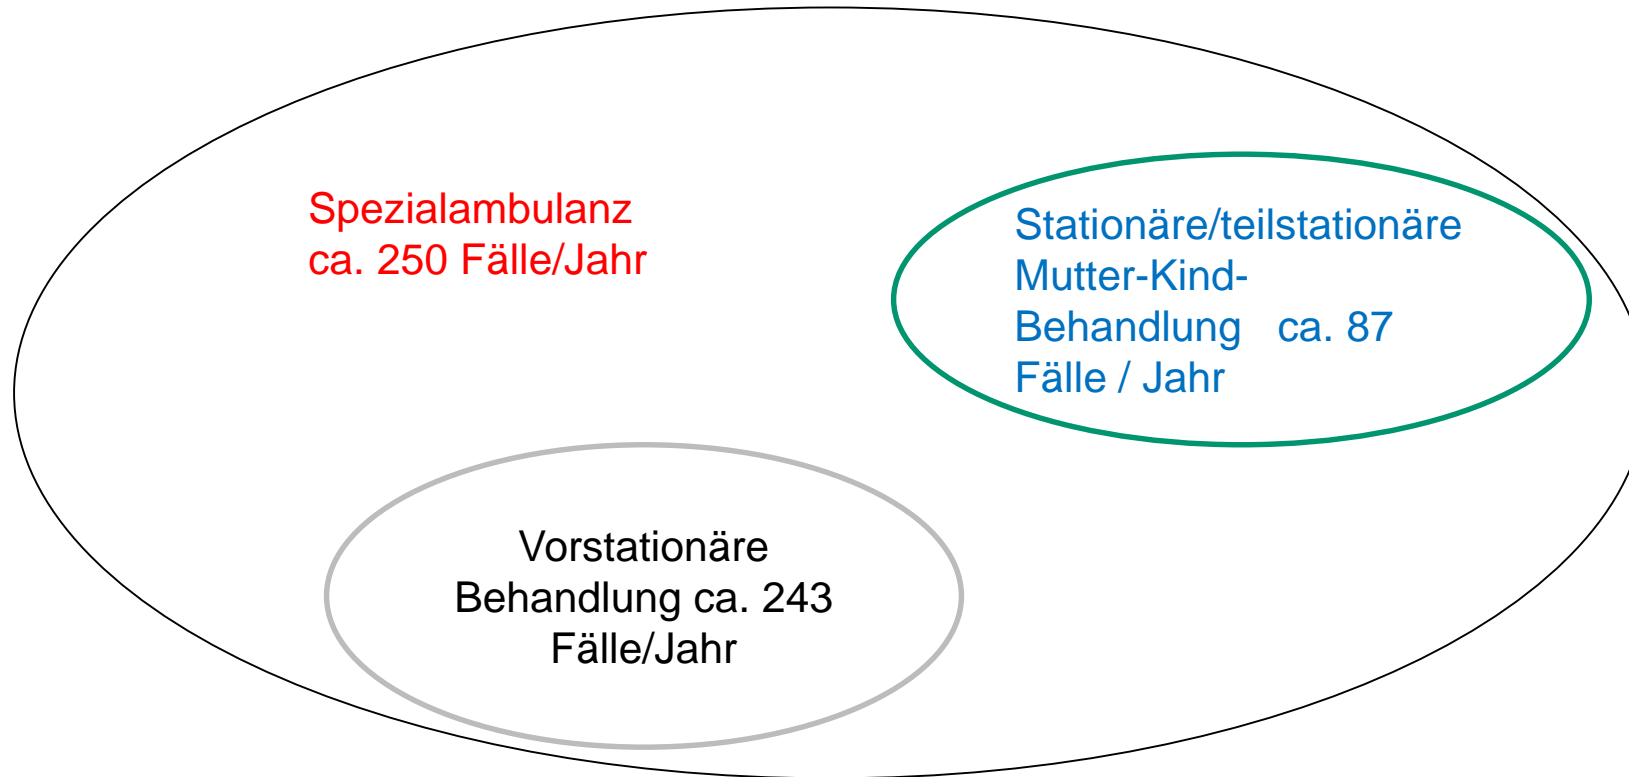 Spezialambulanz
ca. 250 Fälle/Jahr
Stationäre/teilstationäre
Mutter-Kind-
Behandlung ca. 87
Fälle / Jahr
Vorstationäre
Behandlung ca. 243
Fälle/Jahr